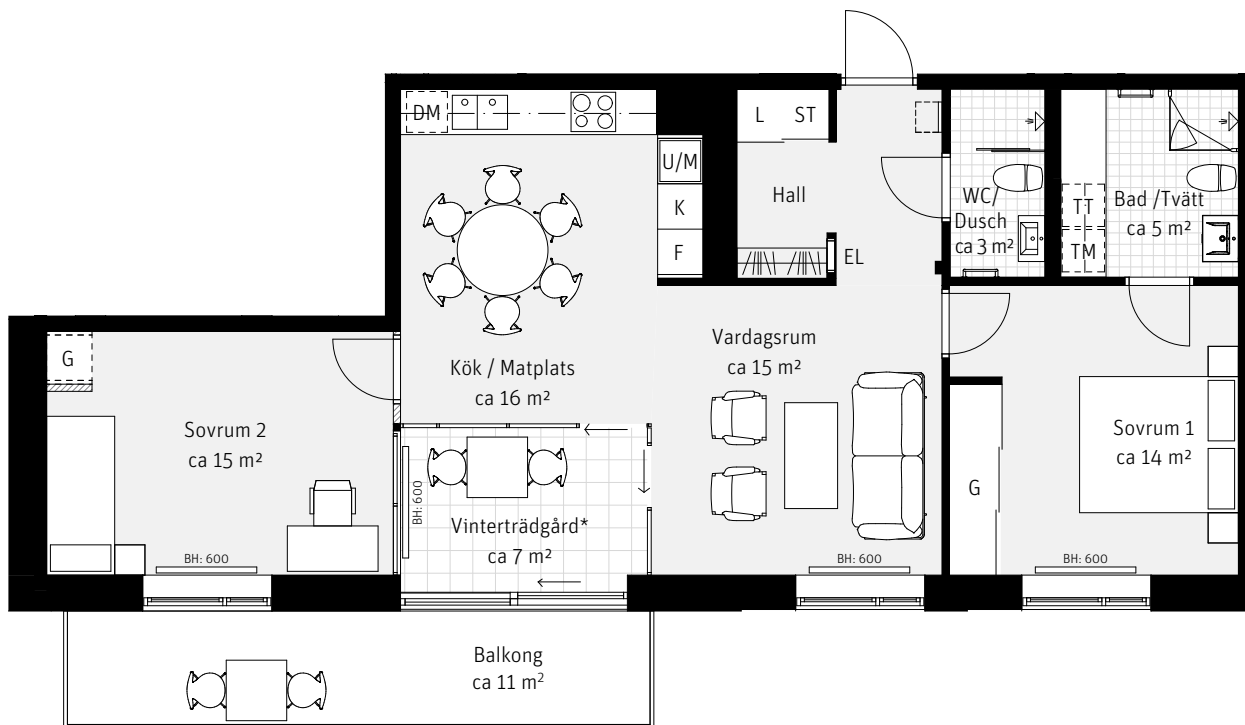 DM
L ST
U/M
K
F
Hall
EL
WC/
Dusch
ca 3 m²
TT
TM
Bad /Tvätt
ca 5 m²
G
Sovrum 2
ca 15 m²
BH: 600
Kök / Matplats
ca 16 m²
Vardagsrum
ca 15 m²
BH: 600
BH: 600
Vinterträdgård*
ca 7 m²
G
Sovrum 1
ca 14 m²
BH: 600
Balkong
ca 11 m²